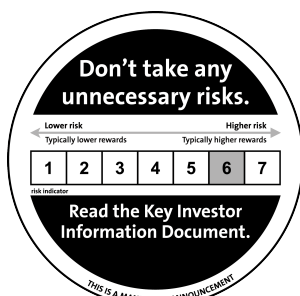 Don’t take any
unnecessary risks.
Lower risk Higher risk
Typically lower rewards Typically higher rewards
1 2 3 4 5 6 7
risk indicator
Read the Key Investor
Information Document.
THIS IS A